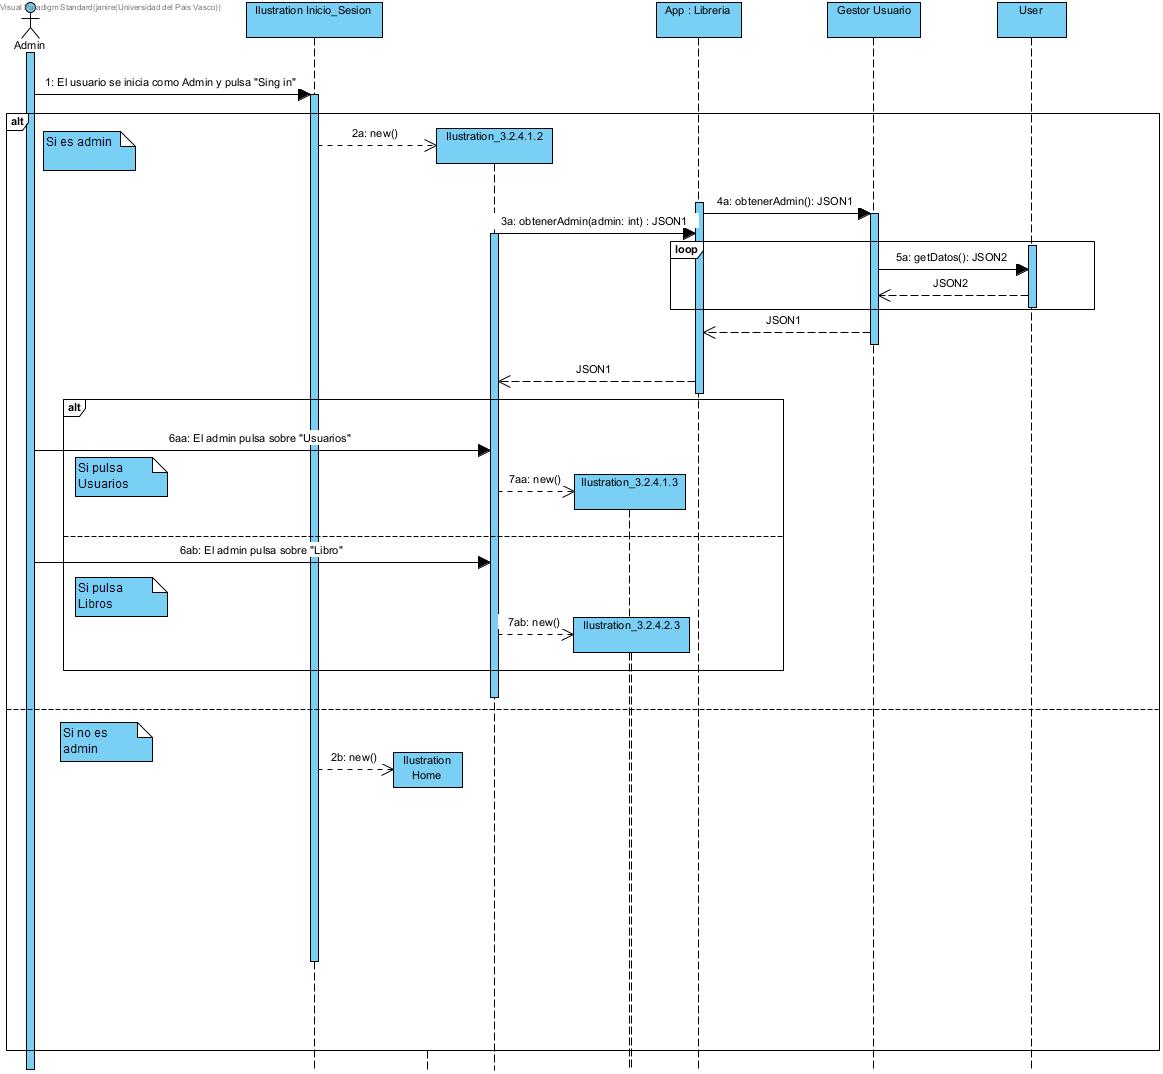 Visual Paradigm Standard(janire(Universidad del Pais Vasco))
Admin
Ilustration Inicio_Sesion
App : Libreria
Gestor Usuario
User
1: El usuario se inicia como Admin y pulsa "Sing in"
alt
Si es admin
2a: new()
Ilustration_3.2.4.1.2
4a: obtenerAdmin(): JSON1
3a: obtenerAdmin(admin: int) : JSON1
loop
5a: getDatos(): JSON2
JSON2
JSON1
JSON1
alt
6aa: El admin pulsa sobre "Usuarios"
Si pulsa
Usuarios
7aa: new()
Ilustration_3.2.4.1.3
6ab: El admin pulsa sobre "Libro"
Si pulsa
Libros
7ab: new()
Ilustration_3.2.4.2.3
Si no es
admin
2b: new()
Ilustration
Home